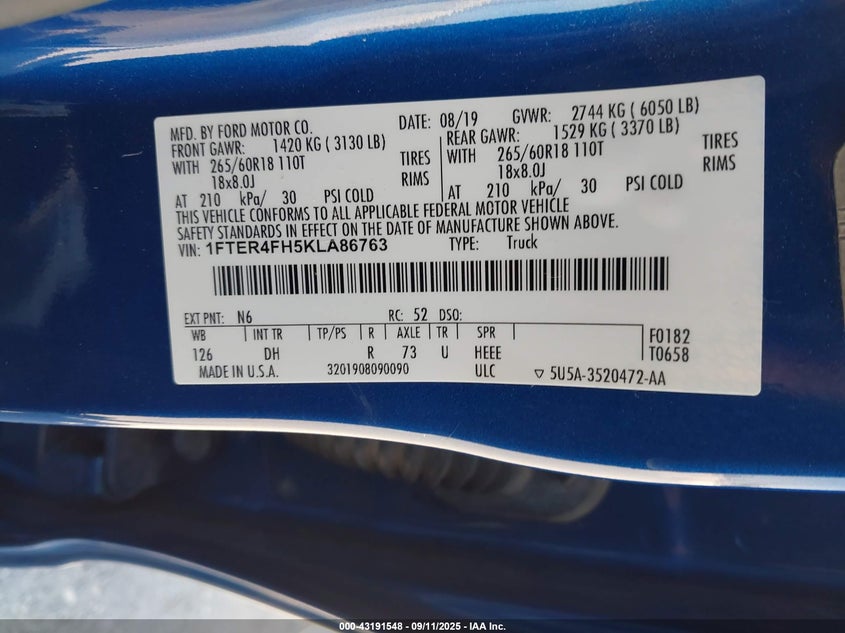 MFD. BY FORD MOTOR CO. DATE: 08/19 GVWR: 2744 KG ( 6050 LB)
FRONT GAWR: 1420 KG ( 3130 LB) REAR GAWR: 1529 KG ( 3370 LB)
WITH 265/60R18 110T TIRES WITH 265/60R18 110T TIRES
18x8.0J RIMS 18x8.0J RIMS
AT 210 kPa/ 30 PSI COLD AT 210 kPa/ 30 PSI COLD
THIS VEHICLE CONFORMS TO ALL APPLICABLE FEDERAL MOTOR VEHICLE
SAFETY STANDARDS IN EFFECT ON THE DATE OF MANUFACTURE SHOWN ABOVE.
VIN: 1FTER4FH5KLA86763 TYPE: Truck
EXT PNT: N6 RC: 52 DSO:
WB INT TR TP/PS R AXLE TR SPR F0182
126 DH R 73 U HEEE T0658
MADE IN U.S.A. 3201908090090 ULC ▽ 5U5A-3520472-AA
000-43191548 - 09/11/2025 - IAA Inc.